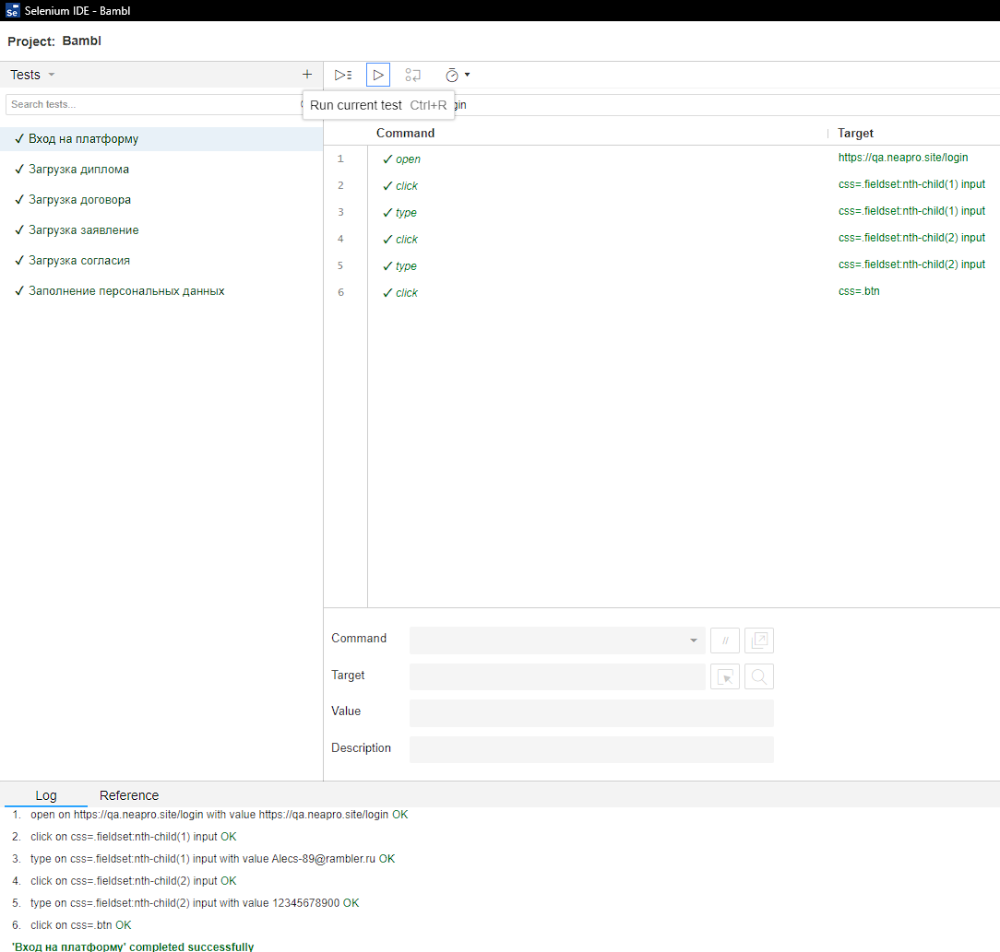 Selenium IDE - Bambl
Project: Bambl
Tests
Search tests...
Run current test Ctrl+R
Command Target
✓ Вход на платформу
✓ Загрузка диплома
✓ Загрузка договора
✓ Загрузка заявление
✓ Загрузка согласия
✓ Заполнение персональных данных
1 ✓ open https://qa.neapro.site/login
2 ✓ click css=.fieldset:nth-child(1) input
3 ✓ type css=.fieldset:nth-child(1) input
4 ✓ click css=.fieldset:nth-child(2) input
5 ✓ type css=.fieldset:nth-child(2) input
6 ✓ click css=.btn
Command //
Target
Value
Description
Log Reference
1. open on https://qa.neapro.site/login with value https://qa.neapro.site/login OK
2. click on css=.fieldset:nth-child(1) input OK
3. type on css=.fieldset:nth-child(1) input with value Alecs-89@rambler.ru OK
4. click on css=.fieldset:nth-child(2) input OK
5. type on css=.fieldset:nth-child(2) input with value 12345678900 OK
6. click on css=.btn OK
'Вход на платформу' completed successfully